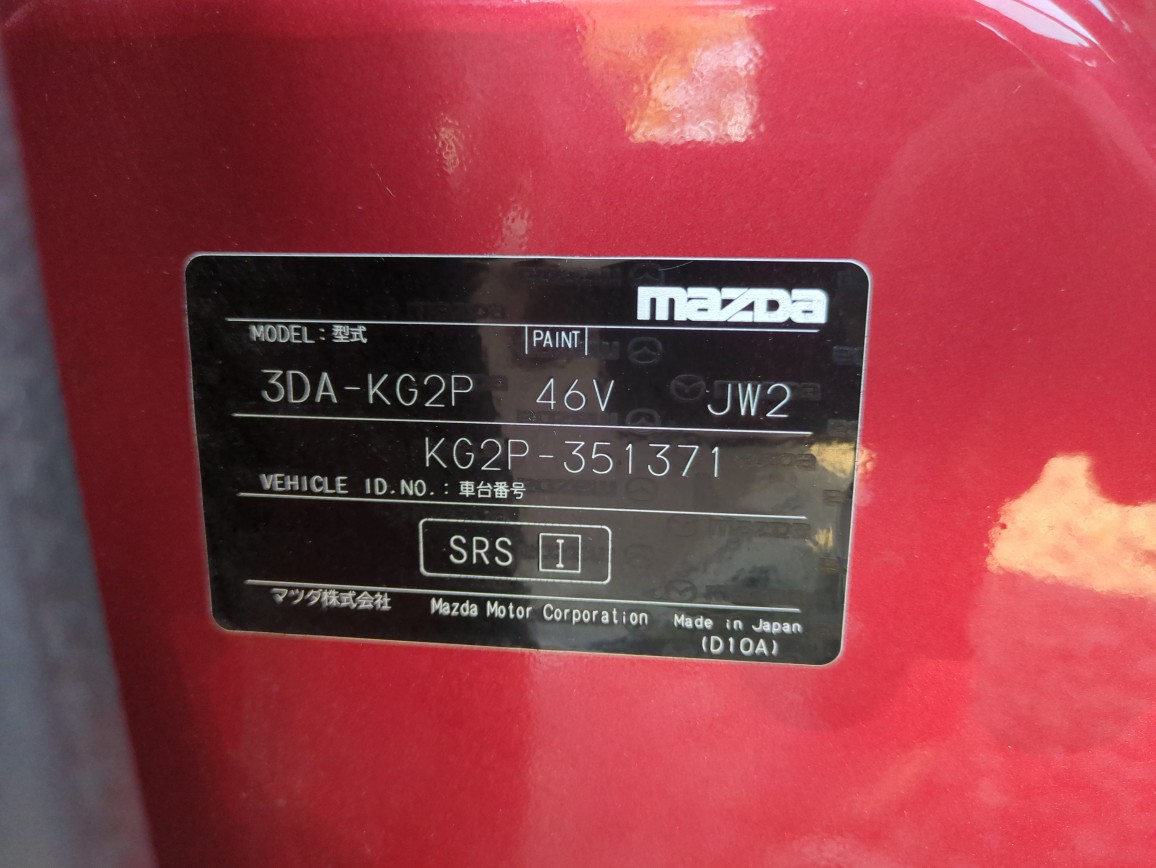 mazda
MODEL：型式 PAINT
3DA-KG2P 46V JW2
KG2P-351371
VEHICLE ID.NO.：車台番号
SRS I
マツダ株式会社 Mazda Motor Corporation Made in Japan
(D10A)